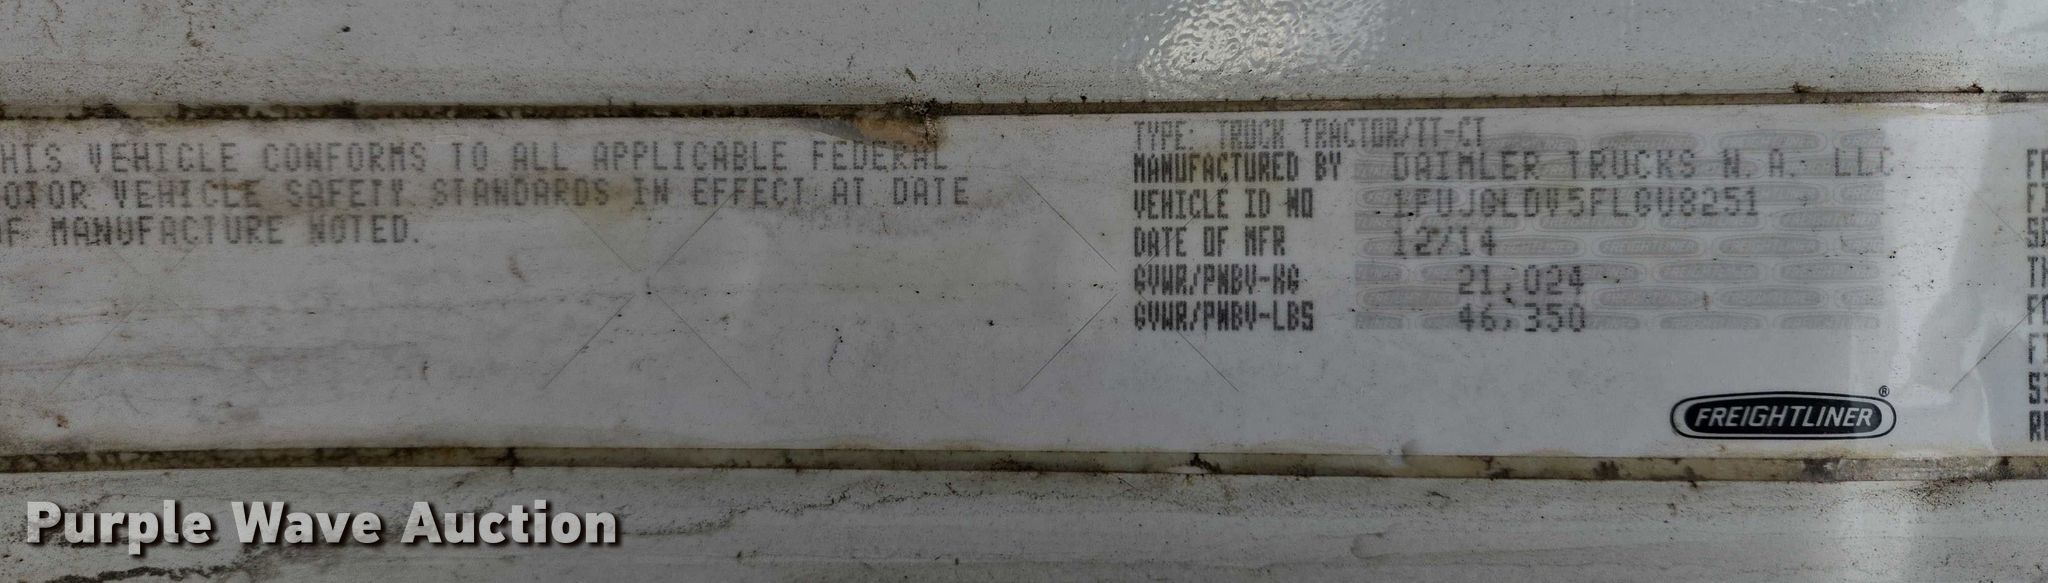 HIS VEHICLE CONFORMS TO ALL APPLICABLE FEDERAL
OTOR VEHICLE SAFETY STANDARDS IN EFFECT AT DATE
F MANUFACTURE NOTED.
TYPE: TRUCK TRACTOR/TT-CT
MANUFACTURED BY DAIMLER TRUCKS N.A. LLC
VEHICLE ID NO 1FUJGLDV5FLGU8251
DATE OF MFR 12/14
GVWR/PNBV-KG 21,024
GVWR/PNBV-LBS 46,350
FREIGHTLINER®
Purple Wave Auction